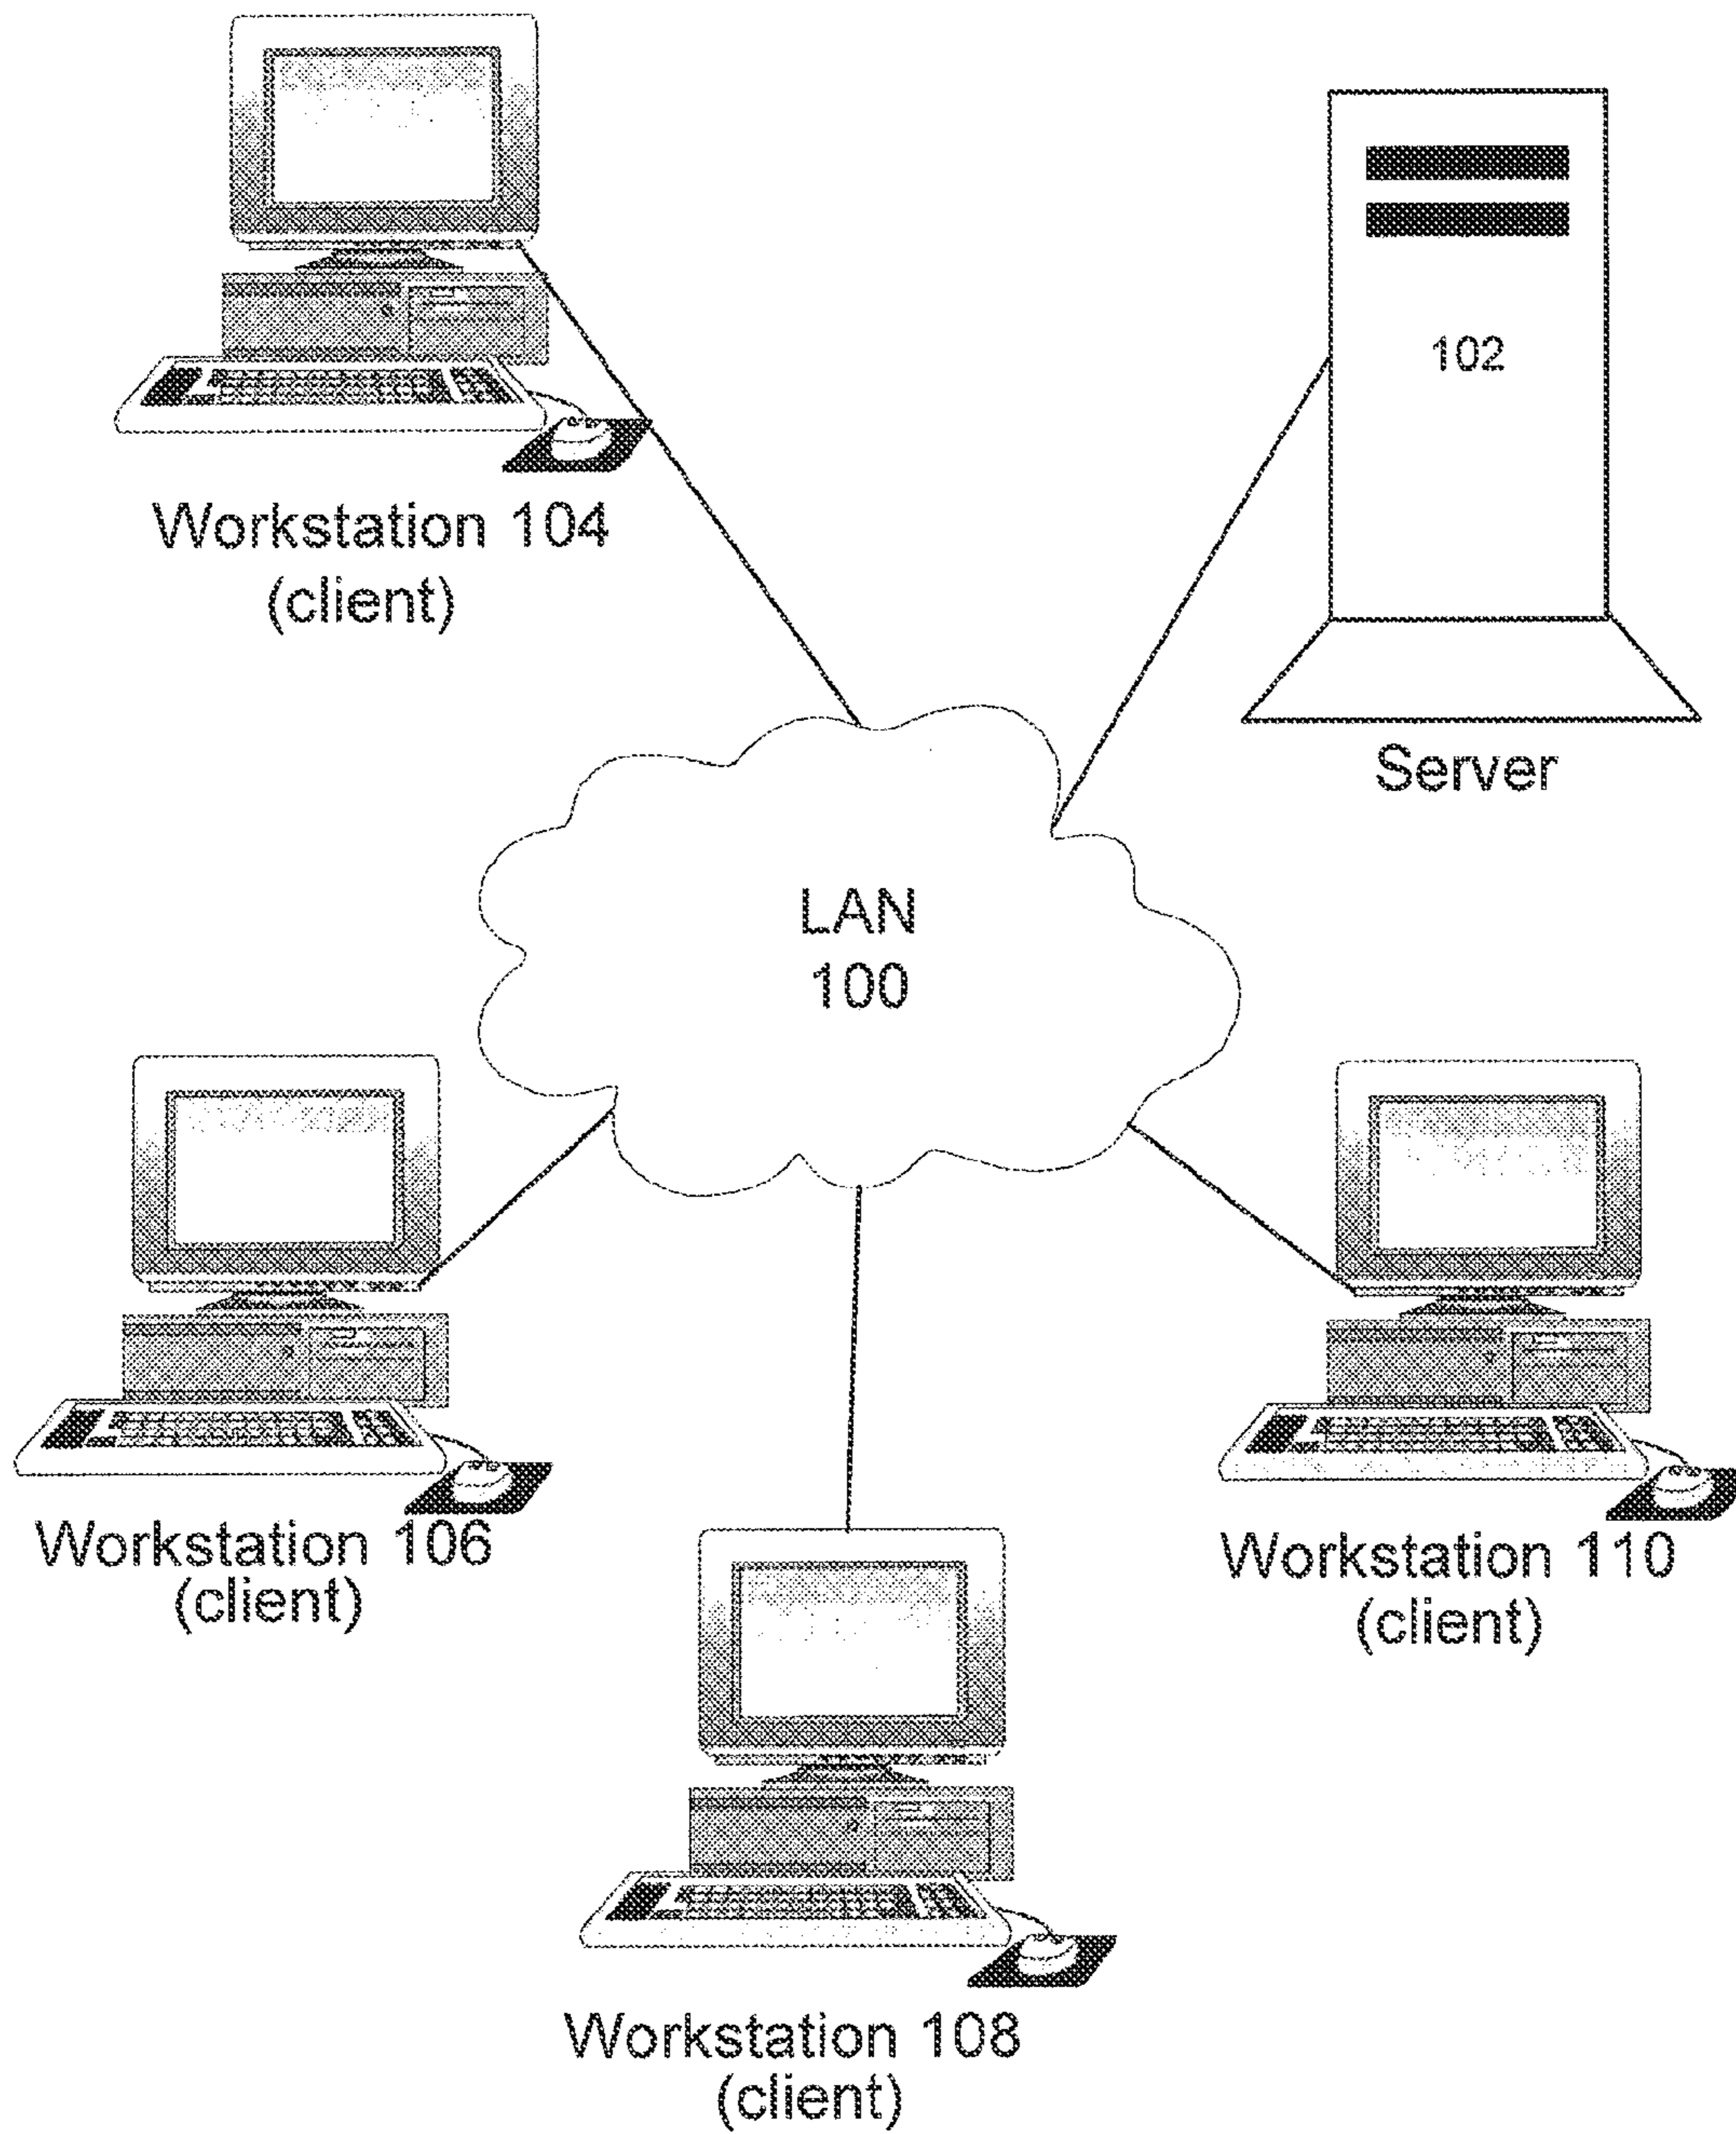 102
Workstation 104
(client)
Server
LAN
100
Workstation 106
(client)
Workstation 110
(client)
Workstation 108
(client)